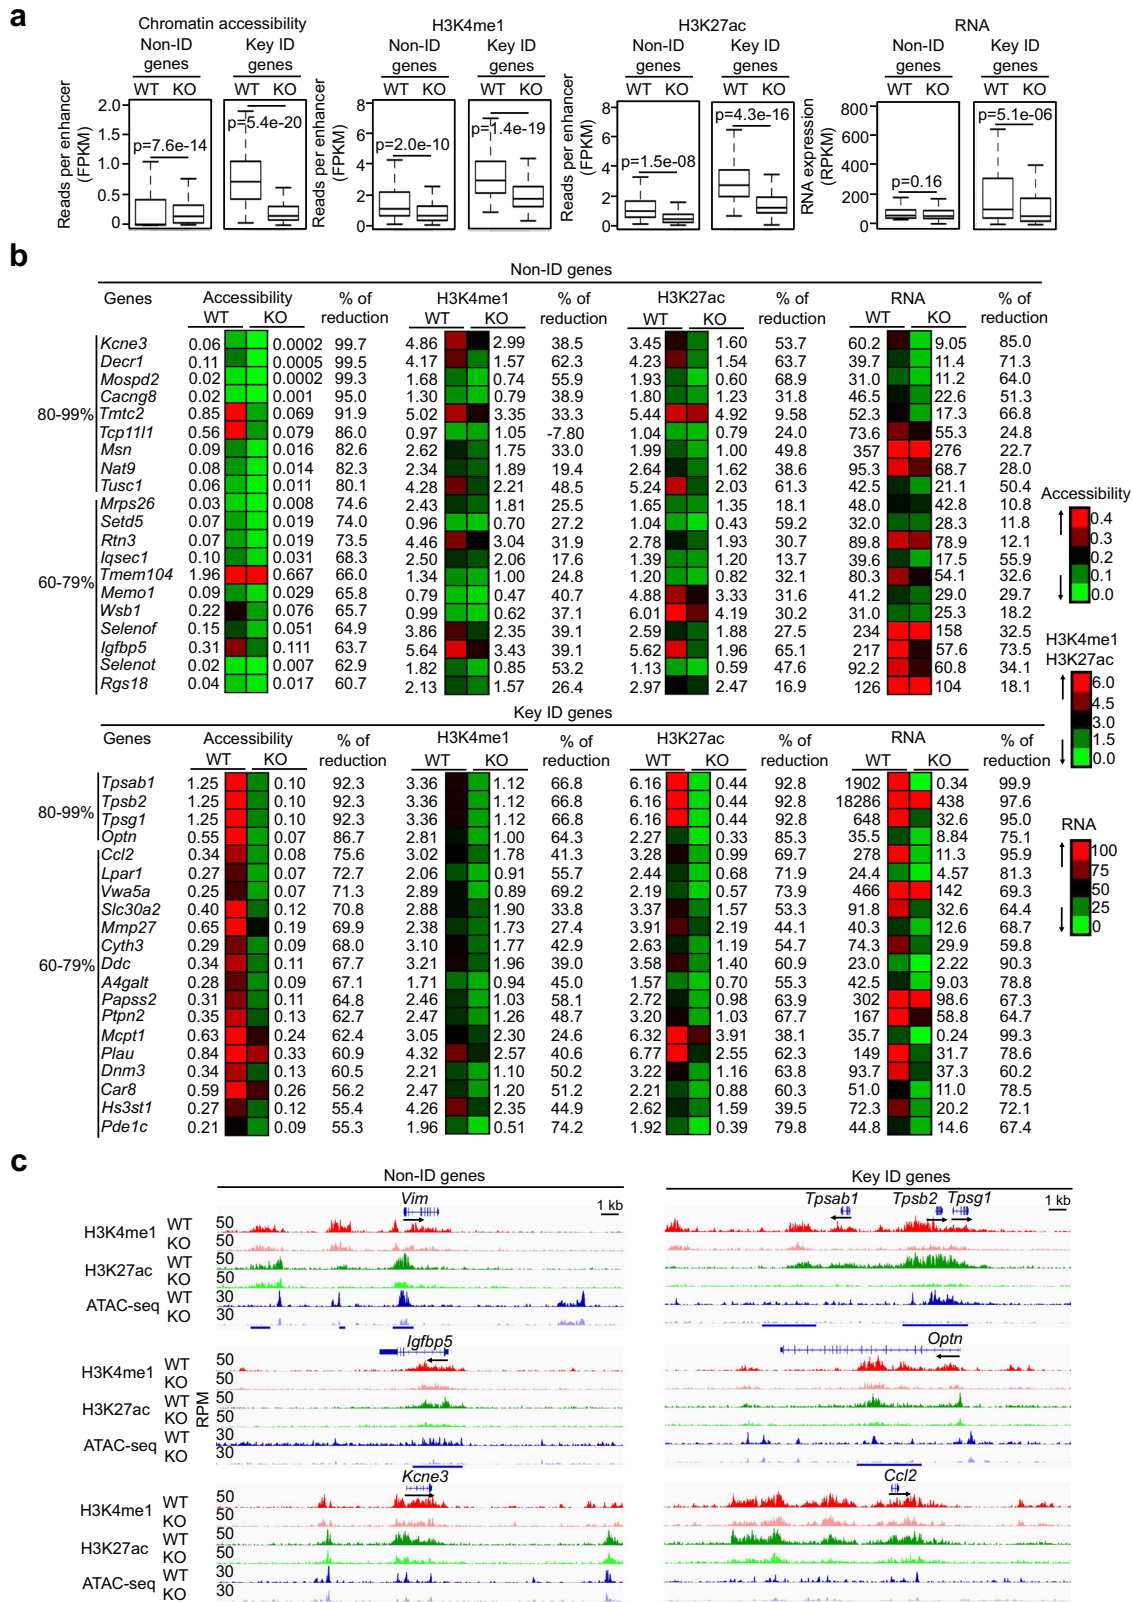 a
Chromatin accessibility H3K4me1 H3K27ac RNA
Non-ID genes Key ID genes Non-ID genes Key ID genes Non-ID genes Key ID genes Non-ID genes Key ID genes
WT KO WT KO WT KO WT KO WT KO WT KO WT KO WT KO
Reads per enhancer (FPKM)
2.0
1.5
1.0
0.5
0
p=7.6e-14
p=5.4e-20
Reads per enhancer (FPKM)
8
6
4
2
0
p=2.0e-10
p=1.4e-19
Reads per enhancer (FPKM)
8
6
4
2
0
p=1.5e-08
p=4.3e-16
RNA expression (RPKM)
800
600
400
200
0
p=0.16
p=5.1e-06
b
Non-ID genes
Genes Accessibility % of reduction H3K4me1 % of reduction H3K27ac % of reduction RNA % of reduction
WT KO WT KO WT KO WT KO
80-99%
Kcne3 0.06 0.0002 99.7 4.86 2.99 38.5 3.45 1.60 53.7 60.2 9.05 85.0
Decr1 0.11 0.0005 99.5 4.17 1.57 62.3 4.23 1.54 63.7 39.7 11.4 71.3
Mospd2 0.02 0.0002 99.3 1.68 0.74 55.9 1.93 0.60 68.9 31.0 11.2 64.0
Cacng8 0.02 0.001 95.0 1.30 0.79 38.9 1.80 1.23 31.8 46.5 22.6 51.3
Tmtc2 0.85 0.069 91.9 5.02 3.35 33.3 5.44 4.92 9.58 52.3 17.3 66.8
Tcp11l1 0.56 0.079 86.0 0.97 1.05 -7.80 1.04 0.79 24.0 73.6 55.3 24.8
Msn 0.09 0.016 82.6 2.62 1.75 33.0 1.99 1.00 49.8 357 276 22.7
Nat9 0.08 0.014 82.3 2.34 1.89 19.4 2.64 1.62 38.6 95.3 68.7 28.0
Tusc1 0.06 0.011 80.1 4.28 2.21 48.5 5.24 2.03 61.3 42.5 21.1 50.4
60-79%
Mrps26 0.03 0.008 74.6 2.43 1.81 25.5 1.65 1.35 18.1 48.0 42.8 10.8
Setd5 0.07 0.019 74.0 0.96 0.70 27.2 1.04 0.43 59.2 32.0 28.3 11.8
Rtn3 0.07 0.019 73.5 4.46 3.04 31.9 2.78 1.93 30.7 89.8 78.9 12.1
Iqsec1 0.10 0.031 68.3 2.50 2.06 17.6 1.39 1.20 13.7 39.6 17.5 55.9
Tmem104 1.96 0.667 66.0 1.34 1.00 24.8 1.20 0.82 32.1 80.3 54.1 32.6
Memo1 0.09 0.029 65.8 0.79 0.47 40.7 4.88 3.33 31.6 41.2 29.0 29.7
Wsb1 0.22 0.076 65.7 0.99 0.62 37.1 6.01 4.19 30.2 31.0 25.3 18.2
Selenof 0.15 0.051 64.9 3.86 2.35 39.1 2.59 1.88 27.5 234 158 32.5
Igfbp5 0.31 0.111 63.7 5.64 3.43 39.1 5.62 1.96 65.1 217 57.6 73.5
Selenot 0.02 0.007 62.9 1.82 0.85 53.2 1.13 0.59 47.6 92.2 60.8 34.1
Rgs18 0.04 0.017 60.7 2.13 1.57 26.4 2.97 2.47 16.9 126 104 18.1
Key ID genes
Genes Accessibility % of reduction H3K4me1 % of reduction H3K27ac % of reduction RNA % of reduction
WT KO WT KO WT KO WT KO
80-99%
Tpsab1 1.25 0.10 92.3 3.36 1.12 66.8 6.16 0.44 92.8 1902 0.34 99.9
Tpsb2 1.25 0.10 92.3 3.36 1.12 66.8 6.16 0.44 92.8 18286 438 97.6
Tpsg1 1.25 0.10 92.3 3.36 1.12 66.8 6.16 0.44 92.8 648 32.6 95.0
Optn 0.55 0.07 86.7 2.81 1.00 64.3 2.27 0.33 85.3 35.5 8.84 75.1
60-79%
Ccl2 0.34 0.08 75.6 3.02 1.78 41.3 3.28 0.99 69.7 278 11.3 95.9
Lpar1 0.27 0.07 72.7 2.06 0.91 55.7 2.44 0.68 71.9 24.4 4.57 81.3
Vwa5a 0.25 0.07 71.3 2.89 0.89 69.2 2.19 0.57 73.9 466 142 69.3
Slc30a2 0.40 0.12 70.8 2.88 1.90 33.8 3.37 1.57 53.3 91.8 32.6 64.4
Mmp27 0.65 0.19 69.9 2.38 1.73 27.4 3.91 2.19 44.1 40.3 12.6 68.7
Cyth3 0.29 0.09 68.0 3.10 1.77 42.9 2.63 1.19 54.7 74.3 29.9 59.8
Ddc 0.34 0.11 67.7 3.21 1.96 39.0 3.58 1.40 60.9 23.0 2.22 90.3
A4galt 0.28 0.09 67.1 1.71 0.94 45.0 1.57 0.70 55.3 42.5 9.03 78.8
Papss2 0.31 0.11 64.8 2.46 1.03 58.1 2.72 0.98 63.9 302 98.6 67.3
Ptpn2 0.35 0.13 62.7 2.47 1.26 48.7 3.20 1.03 67.7 167 58.8 64.7
Mcpt1 0.63 0.24 62.4 3.05 2.30 24.6 6.32 3.91 38.1 35.7 0.24 99.3
Plau 0.84 0.33 60.9 4.32 2.57 40.6 6.77 2.55 62.3 149 31.7 78.6
Dnm3 0.34 0.13 60.5 2.21 1.10 50.2 3.22 1.16 63.8 93.7 37.3 60.2
Car8 0.59 0.26 56.2 2.47 1.20 51.2 2.21 0.88 60.3 51.0 11.0 78.5
Hs3st1 0.27 0.12 55.4 4.26 2.35 44.9 2.62 1.59 39.5 72.3 20.2 72.1
Pde1c 0.21 0.09 55.3 1.96 0.51 74.2 1.92 0.39 79.8 44.8 14.6 67.4
Accessibility
0.4
0.3
0.2
0.1
0.0
H3K4me1
H3K27ac
6.0
4.5
3.0
1.5
0.0
RNA
100
75
50
25
0
c
Non-ID genes Key ID genes
Vim 1 kb Tpsab1 Tpsb2 Tpsg1 1 kb
H3K4me1 WT 50
KO 50
H3K27ac WT 50
KO 50
ATAC-seq WT 30
KO 30
Igfbp5 Optn
H3K4me1 WT 50
KO 50
H3K27ac WT 50
KO 50
ATAC-seq WT 30
KO 30
RPM
Kcne3 Ccl2
H3K4me1 WT 50
KO 50
H3K27ac WT 50
KO 50
ATAC-seq WT 30
KO 30